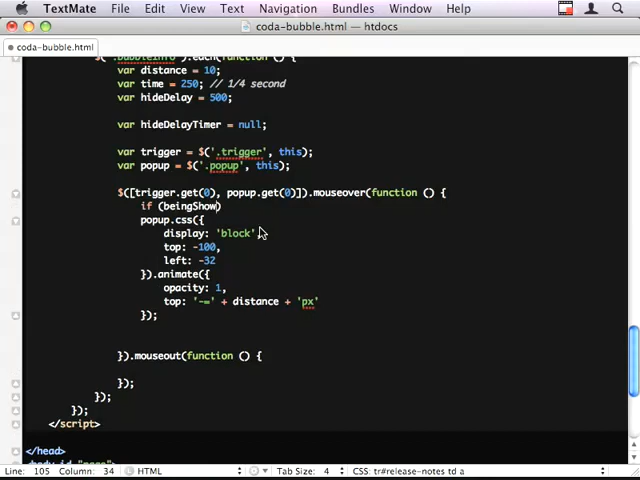 TextMate File Edit View Text Navigation Bundles Window Help
coda-bubble.html — htdocs
coda-bubble.html
$('.bubbleInfo').each(function () {
var distance = 10;
var time = 250; // 1/4 second
var hideDelay = 500;
var hideDelayTimer = null;
var trigger = $('.trigger', this);
var popup = $('.popup', this);
$([trigger.get(0), popup.get(0)]).mouseover(function () {
if (beingShow)
popup.css({
display: 'block',
top: -100,
left: -32
}).animate({
opacity: 1,
top: '-=' + distance + 'px'
});
}).mouseout(function () {
});
});
});
</script>
</head>
Line: 105 Column: 34 HTML Tab Size: 4 CSS: tr#release-notes td a